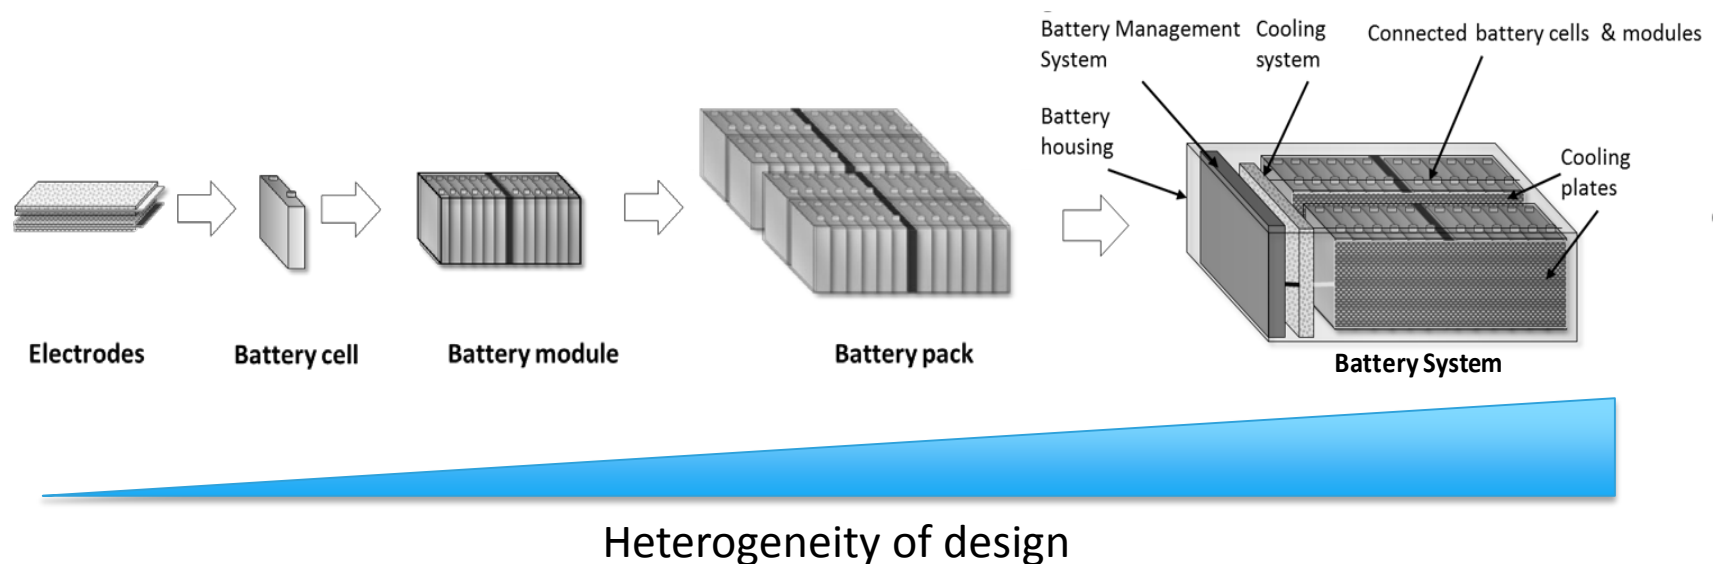 Battery Management
System
Cooling
system
Connected battery cells & modules
Battery
housing
Cooling
plates
Electrodes
Battery cell
Battery module
Battery pack
Battery System
Heterogeneity of design